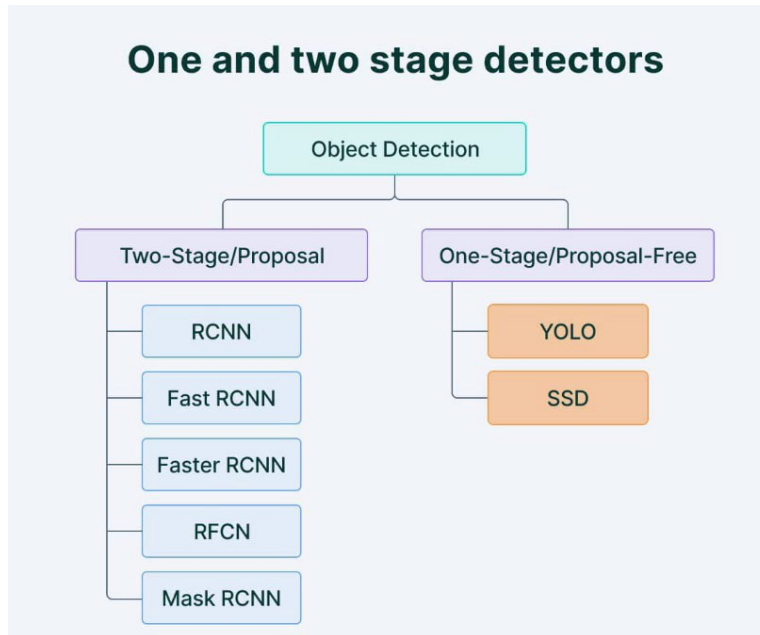 One and two stage detectors
Object Detection
Two-Stage/Proposal
One-Stage/Proposal-Free
RCNN
YOLO
Fast RCNN
SSD
Faster RCNN
RFCN
Mask RCNN